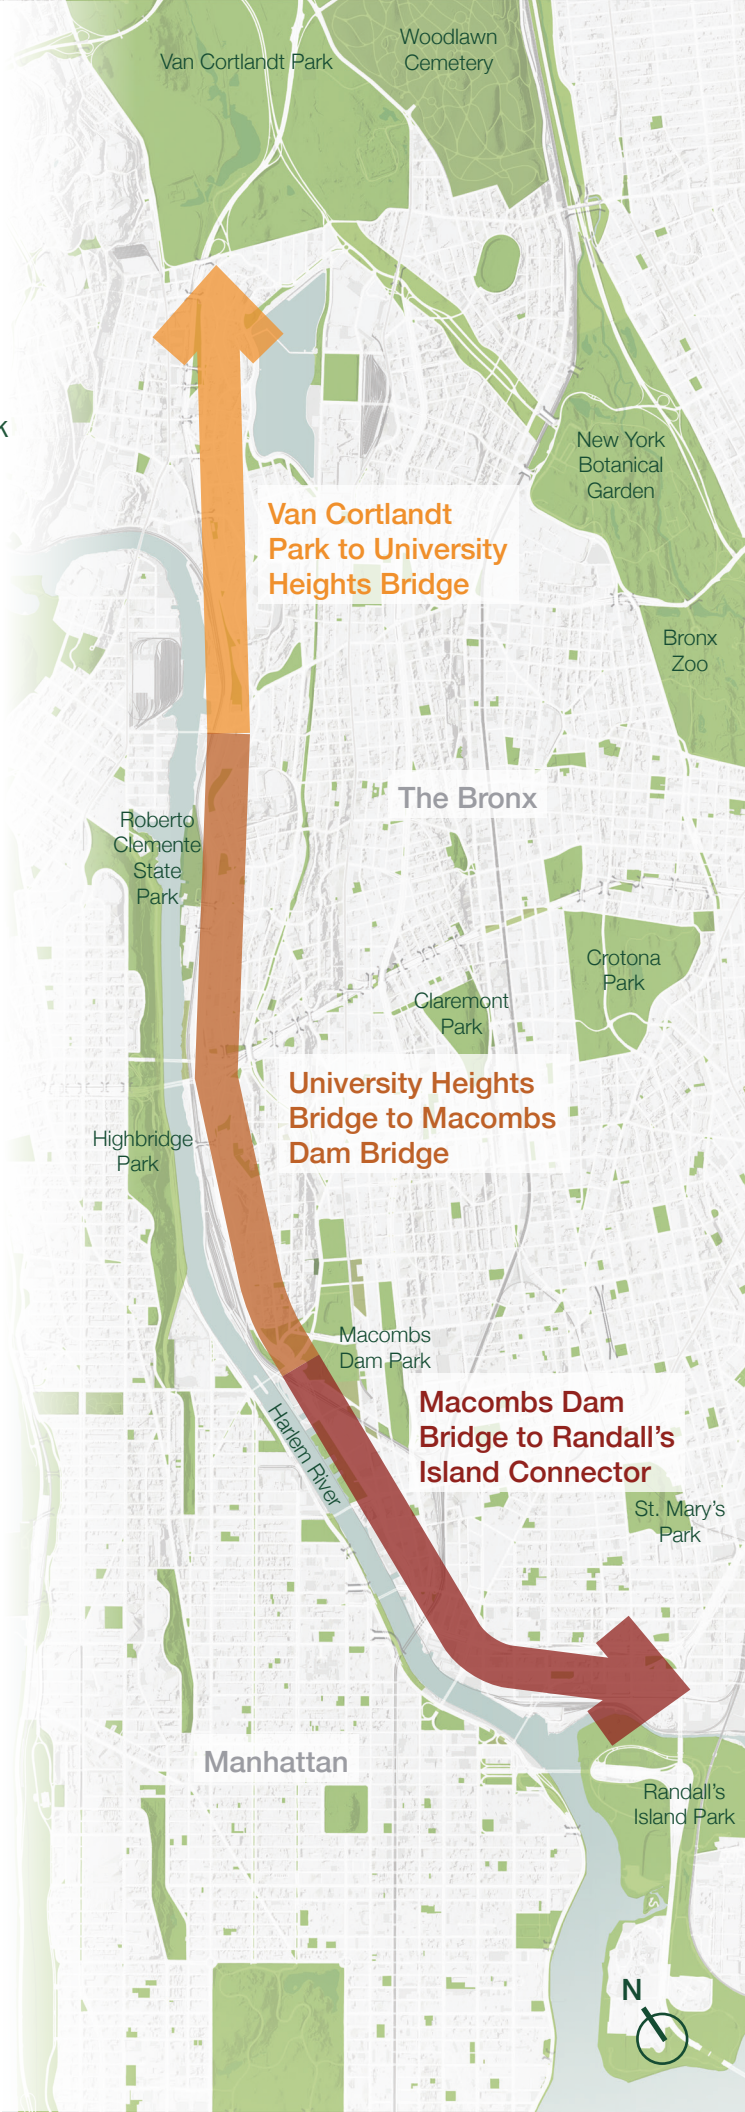 Van Cortlandt Park
Woodlawn
Cemetery
k
New York
Botanical
Garden
Van Cortlandt
Park to University
Heights Bridge
Bronx
Zoo
The Bronx
Roberto
Clemente
State
Park
Crotona
Park
Claremont
Park
University Heights
Bridge to Macombs
Dam Bridge
Highbridge
Park
Macombs
Dam Park
Macombs Dam
Bridge to Randall’s
Island Connector
Harlem River
St. Mary’s
Park
Manhattan
Randall’s
Island Park
N